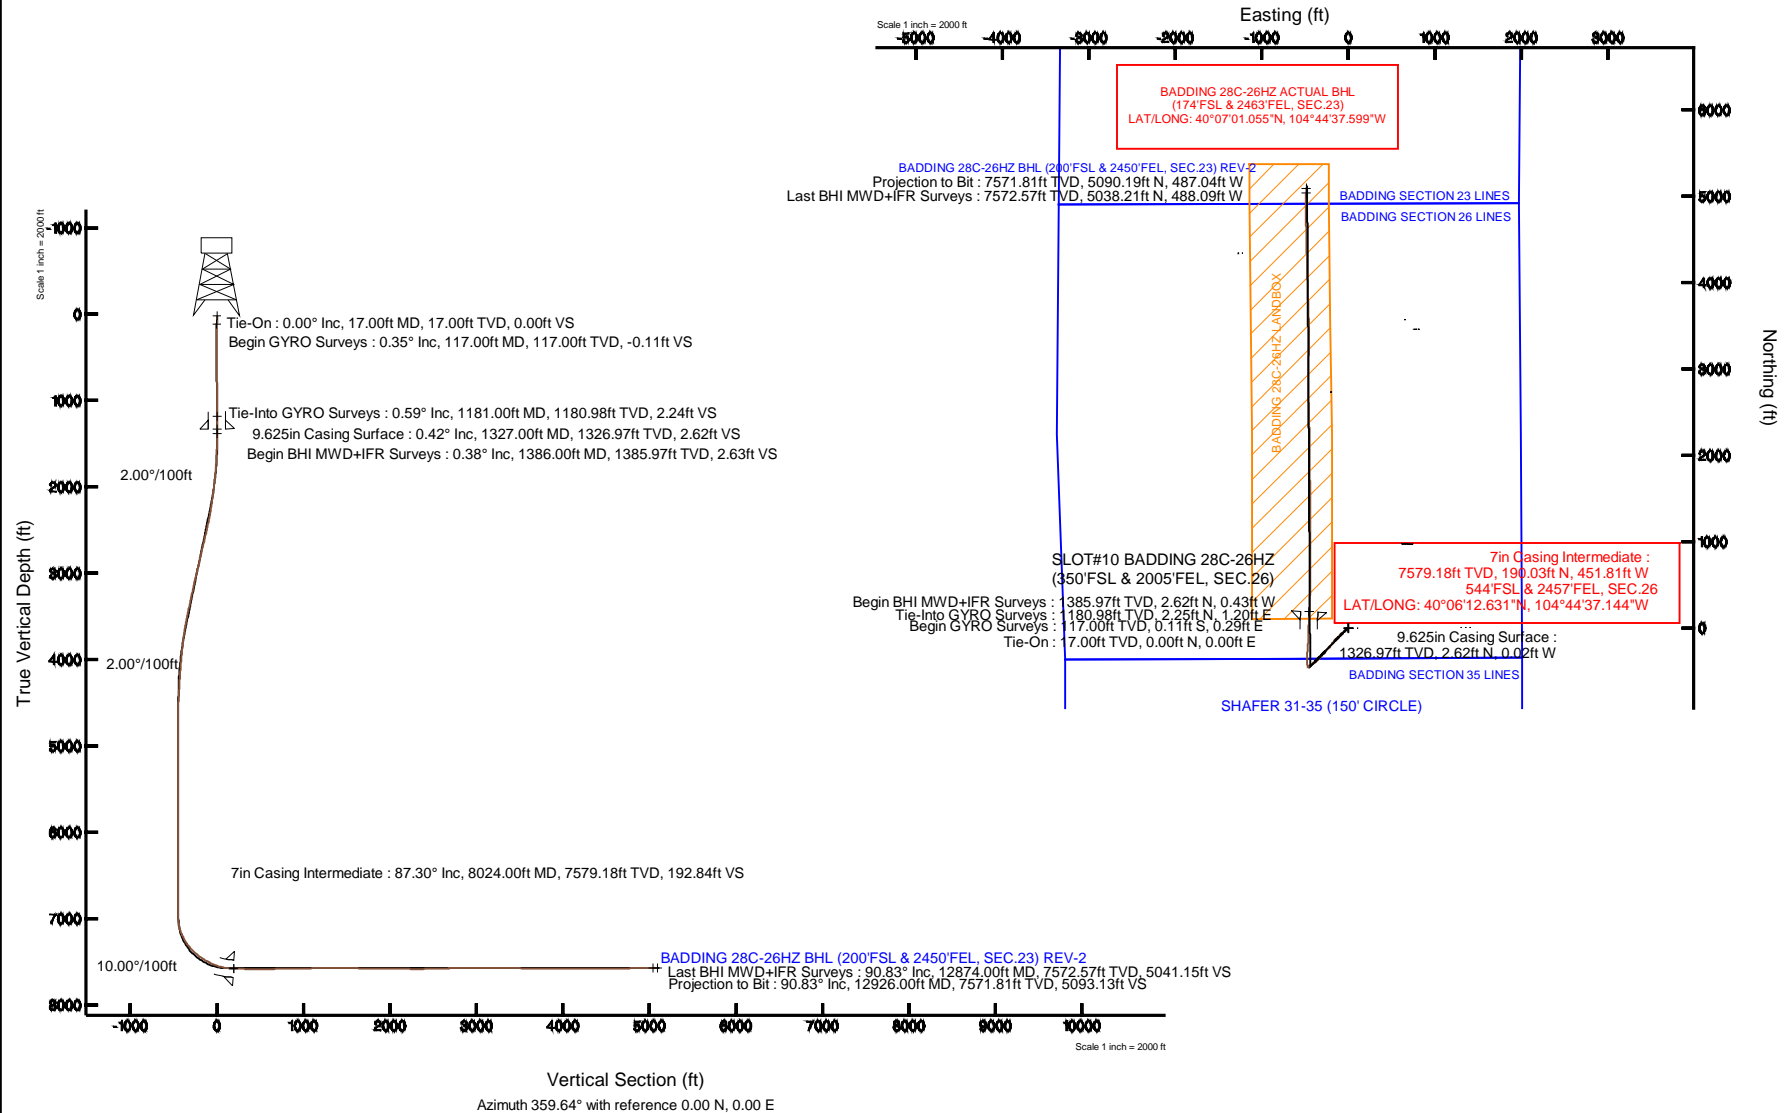 Scale 1 inch = 2000 ft
Easting (ft)
-5000 -4000 -3000 -2000 -1000 0 1000 2000 3000
BADDING 28C-26HZ ACTUAL BHL
(174'FSL & 2463'FEL, SEC.23)
LAT/LONG: 40°07'01.055"N, 104°44'37.599"W
BADDING 28C-26HZ BHL (200'FSL & 2450'FEL, SEC.23) REV-2
Projection to Bit : 7571.81ft TVD, 5090.19ft N, 487.04ft W
Last BHI MWD+IFR Surveys : 7572.57ft TVD, 5038.21ft N, 488.09ft W
BADDING SECTION 23 LINES
BADDING SECTION 26 LINES
BADDING 28C-26HZ LANDBOX
SLOT#10 BADDING 28C-26HZ
(350'FSL & 2005'FEL, SEC.26)
Begin BHI MWD+IFR Surveys : 1385.97ft TVD, 2.62ft N, 0.43ft W
Tie-Into GYRO Surveys : 1180.98ft TVD, 2.25ft N, 1.20ft E
Begin GYRO Surveys : 117.00ft TVD, 0.11ft S, 0.29ft E
Tie-On : 17.00ft TVD, 0.00ft N, 0.00ft E
7in Casing Intermediate :
7579.18ft TVD, 190.03ft N, 451.81ft W
544'FSL & 2457'FEL, SEC.26
LAT/LONG: 40°06'12.631"N, 104°44'37.144"W
9.625in Casing Surface :
1326.97ft TVD, 2.62ft N, 0.02ft W
BADDING SECTION 35 LINES
SHAFER 31-35 (150' CIRCLE)
6000
5000
4000
3000
2000
1000
0
Northing (ft)
Scale 1 inch = 2000 ft
True Vertical Depth (ft)
-1000
0
1000
2000
3000
4000
5000
6000
7000
8000
Tie-On : 0.00° Inc, 17.00ft MD, 17.00ft TVD, 0.00ft VS
Begin GYRO Surveys : 0.35° Inc, 117.00ft MD, 117.00ft TVD, -0.11ft VS
Tie-Into GYRO Surveys : 0.59° Inc, 1181.00ft MD, 1180.98ft TVD, 2.24ft VS
9.625in Casing Surface : 0.42° Inc, 1327.00ft MD, 1326.97ft TVD, 2.62ft VS
Begin BHI MWD+IFR Surveys : 0.38° Inc, 1386.00ft MD, 1385.97ft TVD, 2.63ft VS
2.00°/100ft
2.00°/100ft
7in Casing Intermediate : 87.30° Inc, 8024.00ft MD, 7579.18ft TVD, 192.84ft VS
10.00°/100ft
BADDING 28C-26HZ BHL (200'FSL & 2450'FEL, SEC.23) REV-2
Last BHI MWD+IFR Surveys : 90.83° Inc, 12874.00ft MD, 7572.57ft TVD, 5041.15ft VS
Projection to Bit : 90.83° Inc, 12926.00ft MD, 7571.81ft TVD, 5093.13ft VS
-1000 0 1000 2000 3000 4000 5000 6000 7000 8000 9000 10000
Scale 1 inch = 2000 ft
Vertical Section (ft)
Azimuth 359.64° with reference 0.00 N, 0.00 E